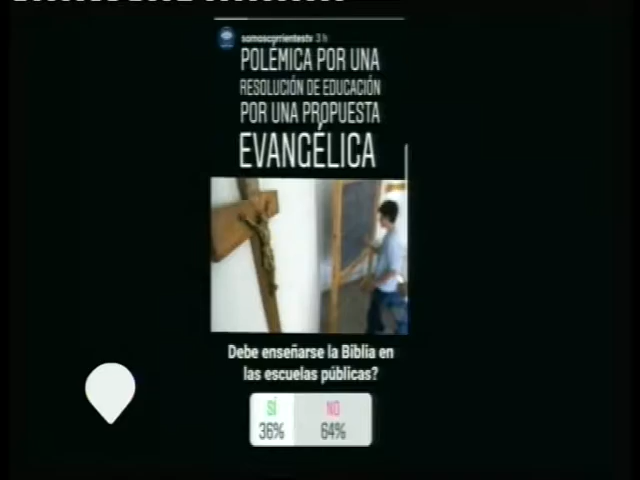 somoscorrientestv 3 h
POLÉMICA POR UNA
RESOLUCIÓN DE EDUCACIÓN
POR UNA PROPUESTA
EVANGÉLICA
Debe enseñarse la Biblia en
las escuelas públicas?
SÍ NO
36% 64%